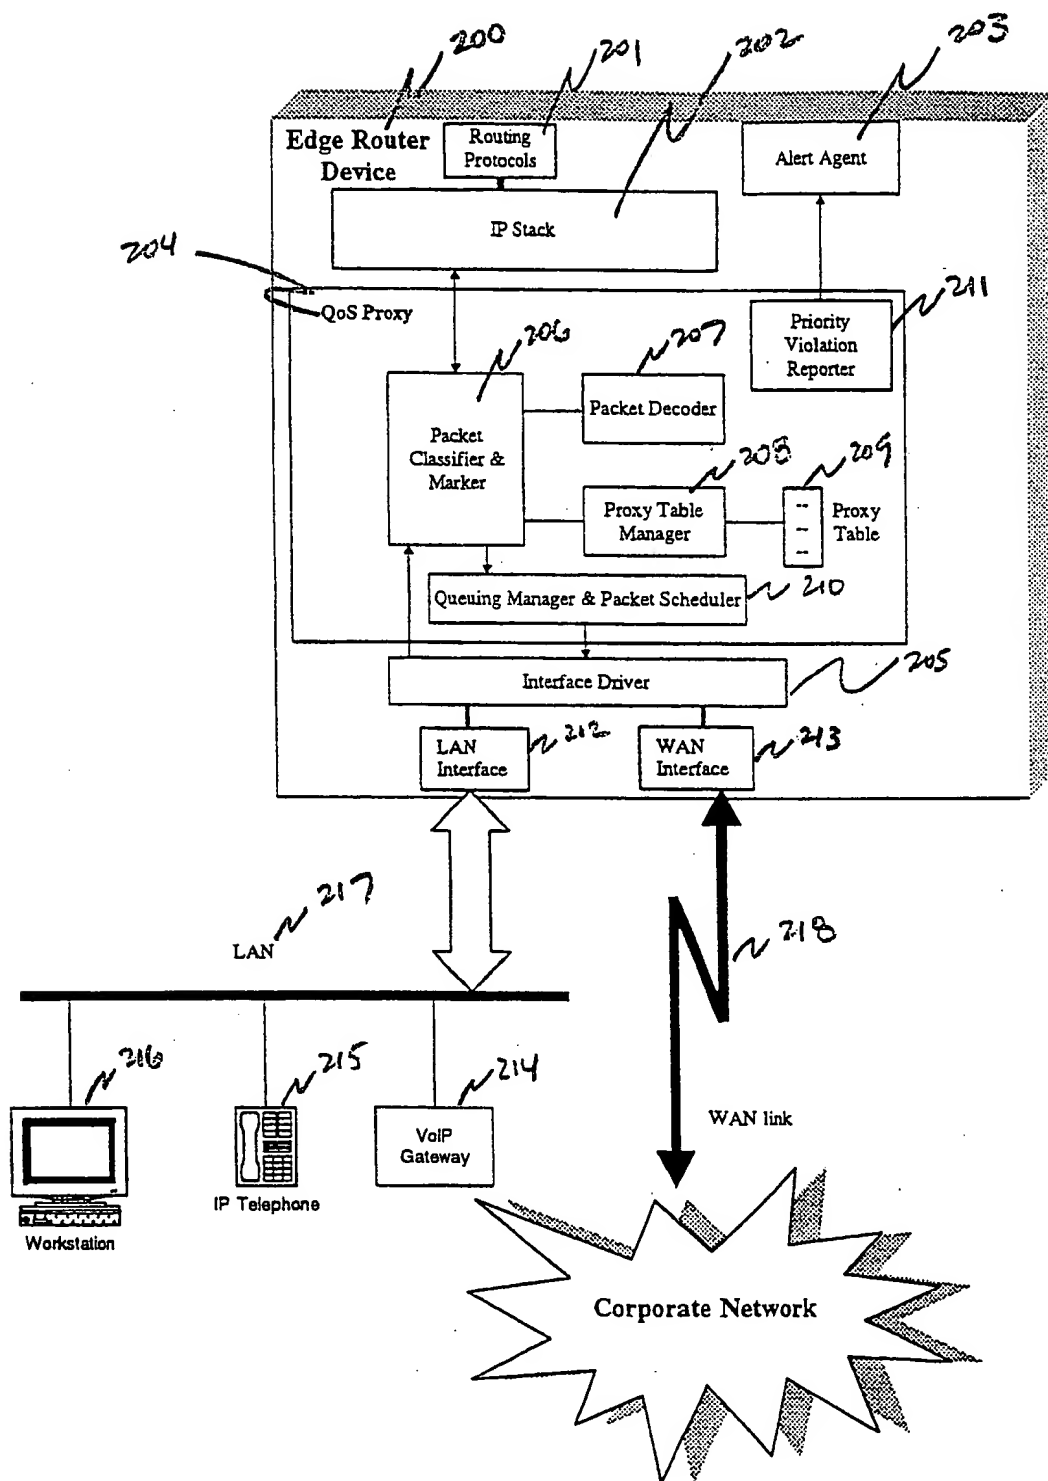 200
201
202
203
Edge Router
Device
Routing
Protocols
Alert Agent
IP Stack
204
QoS Proxy
211
Priority
Violation
Reporter
206
207
Packet Decoder
Packet
Classifier &
Marker
208
209
Proxy Table
Manager
Proxy
Table
210
Queuing Manager & Packet Scheduler
205
Interface Driver
LAN
Interface
212
WAN
Interface
213
217
LAN
218
216
215
214
VoIP
Gateway
WAN link
IP Telephone
Workstation
Corporate Network